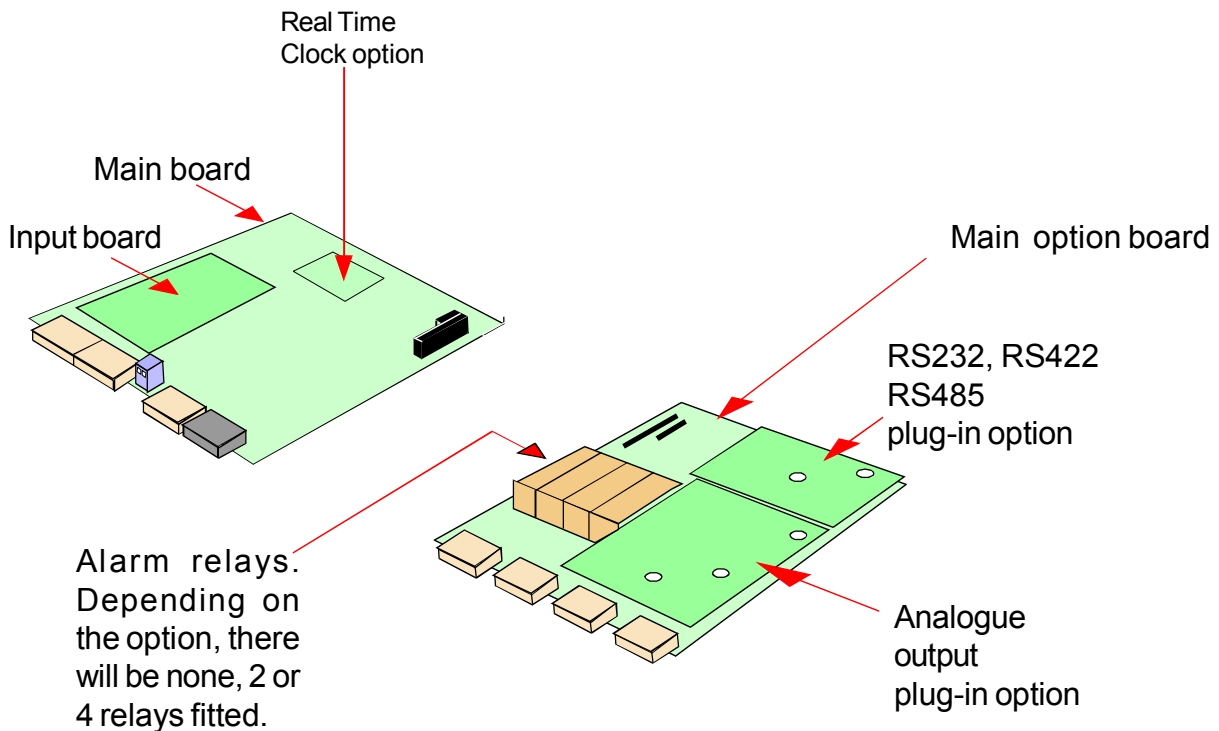 Real Time
Clock option
Main board
Input board
Main option board
RS232, RS422
RS485
plug-in option
Alarm relays.
Depending on
the option, there
will be none, 2 or
4 relays fitted.
Analogue
output
plug-in option